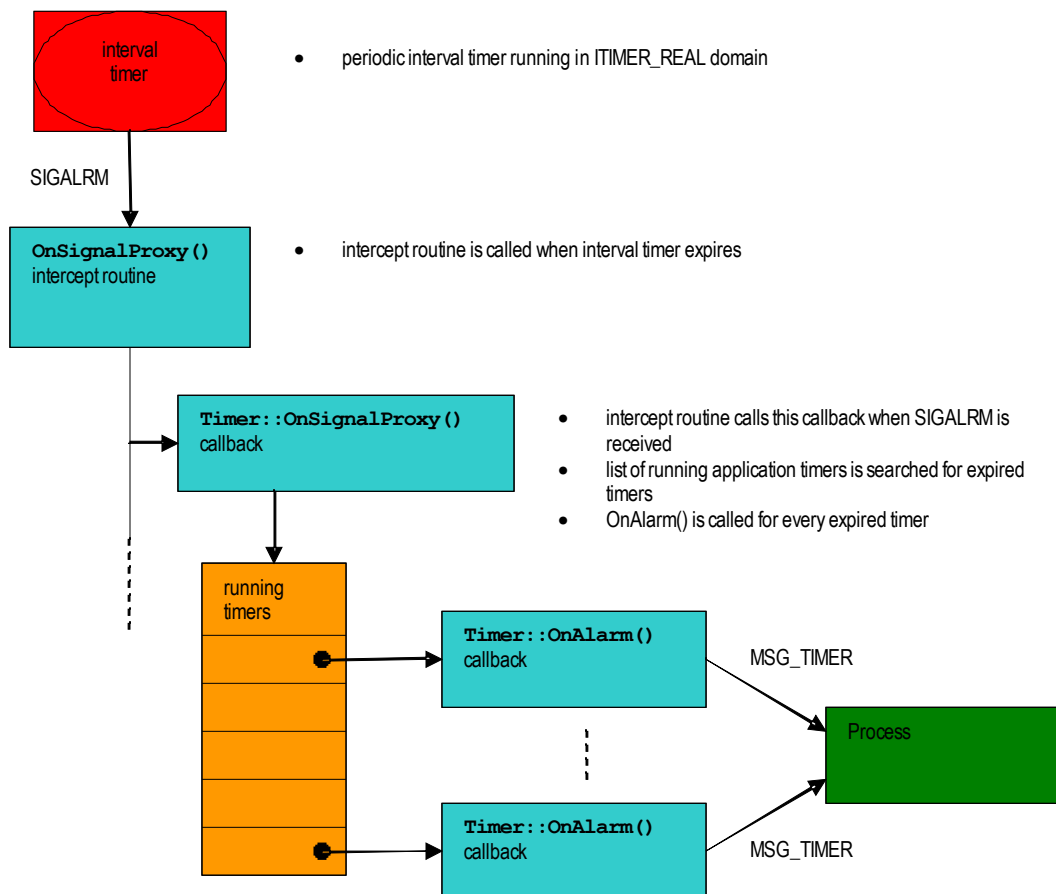 interval
timer
periodic interval timer running in ITIMER_REAL domain
SIGALRM
OnSignalProxy()
intercept routine
intercept routine is called when interval timer expires
Timer::OnSignalProxy()
callback
intercept routine calls this callback when SIGALRM is
received
list of running application timers is searched for expired
timers
OnAlarm() is called for every expired timer
running
timers
Timer::OnAlarm()
callback
MSG_TIMER
Process
Timer::OnAlarm()
callback
MSG_TIMER